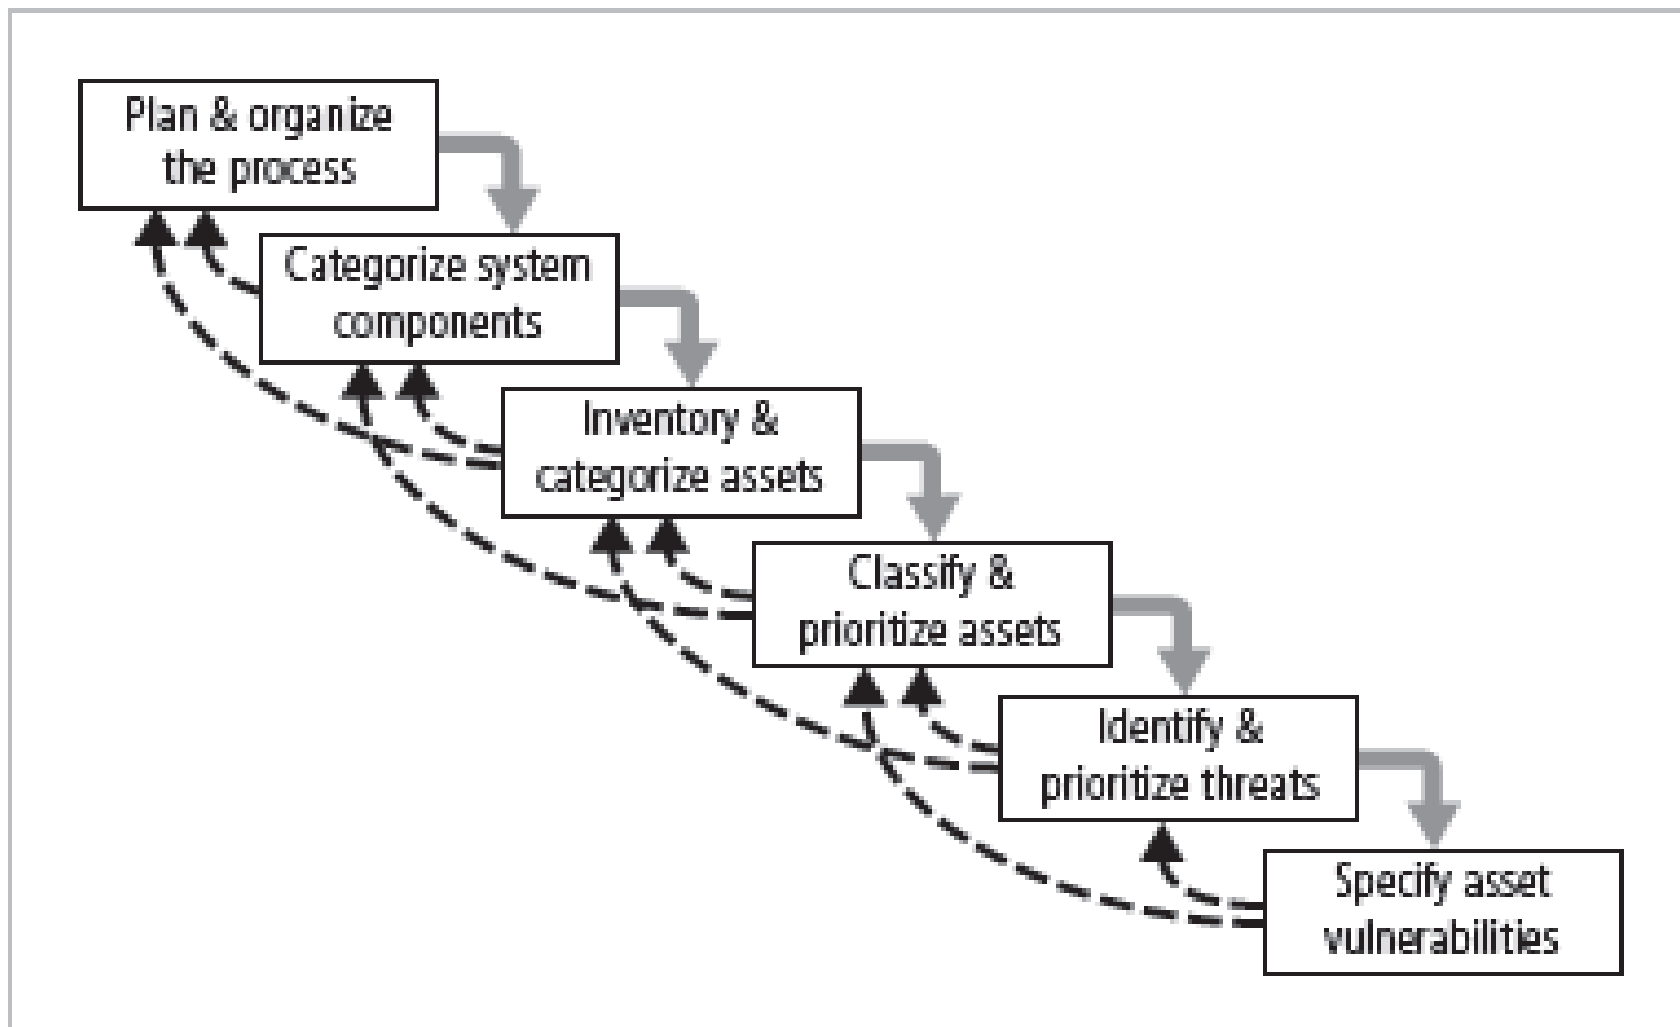 Plan & organize
the process
Categorize system
components
Inventory &
categorize assets
Classify &
prioritize assets
Identify &
prioritize threats
Specify asset
vulnerabilities